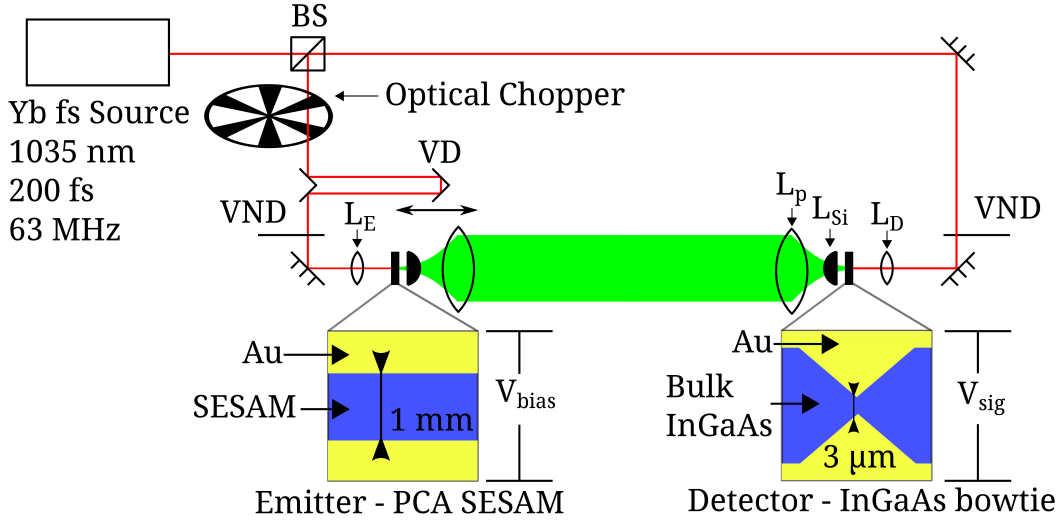 BS
Optical Chopper
Yb fs Source
1035 nm
200 fs
63 MHz
VD
VND
L_E
L_p
L_Si
L_D
VND
Au
SESAM
1 mm
V_bias
Emitter - PCA SESAM
Au
Bulk
InGaAs
3 µm
V_sig
Detector - InGaAs bowtie